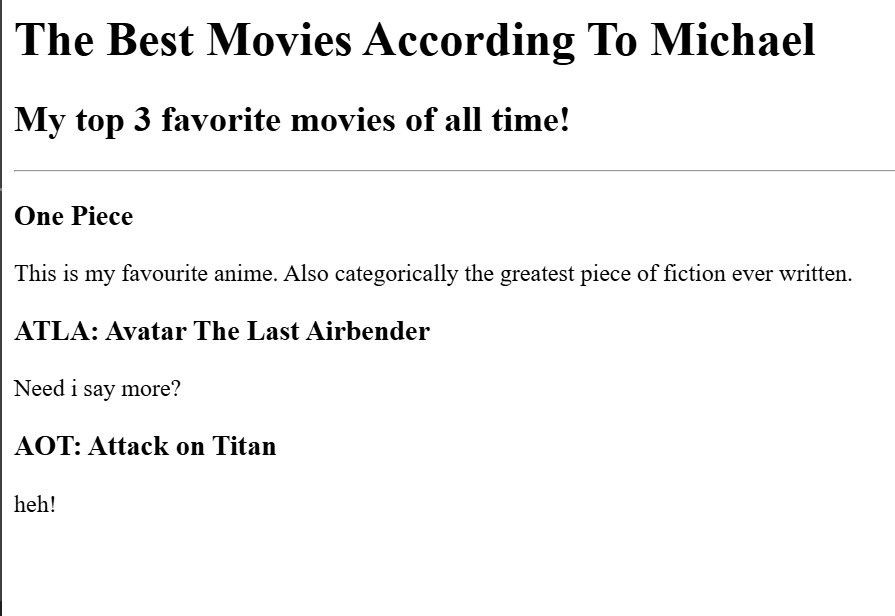 The Best Movies According To Michael
My top 3 favorite movies of all time!
One Piece
This is my favourite anime. Also categorically the greatest piece of fiction ever written.
ATLA: Avatar The Last Airbender
Need i say more?
AOT: Attack on Titan
heh!